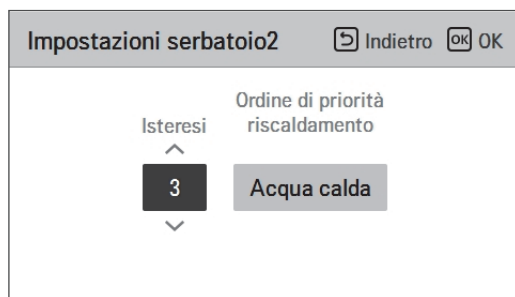 Impostazioni serbatoio2 Indietro OK OK
Ordine di priorità
Isteresi riscaldamento
3 Acqua calda